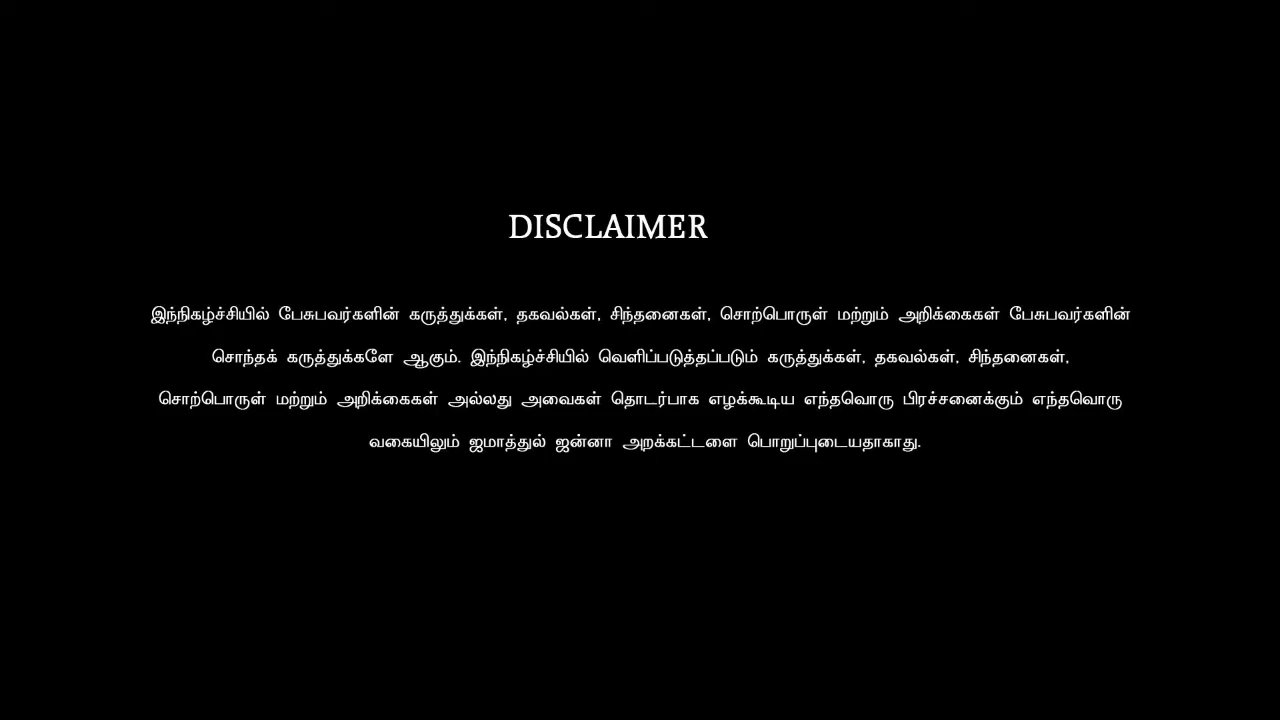 DISCLAIMER
இந்நிகழ்ச்சியில் பேசுபவர்களின் கருத்துக்கள், தகவல்கள், சிந்தனைகள், சொற்பொருள் மற்றும் அறிக்கைகள் பேசுபவர்களின்
சொந்தக் கருத்துக்களே ஆகும். இந்நிகழ்ச்சியில் வெளிப்படுத்தப்படும் கருத்துக்கள், தகவல்கள், சிந்தனைகள்,
சொற்பொருள் மற்றும் அறிக்கைகள் அல்லது அவைகள் தொடர்பாக எழக்கூடிய எந்தவொரு பிரச்சனைக்கும் எந்தவொரு
வகையிலும் ஜமாத்துல் ஜன்னா அறக்கட்டளை பொறுப்புடையதாகாது.